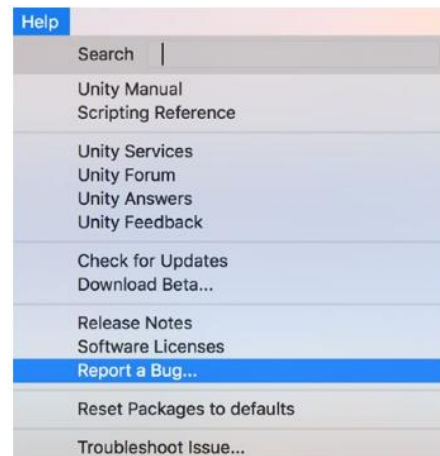 Help
Search
Unity Manual
Scripting Reference
Unity Services
Unity Forum
Unity Answers
Unity Feedback
Check for Updates
Download Beta...
Release Notes
Software Licenses
Report a Bug...
Reset Packages to defaults
Troubleshoot Issue...